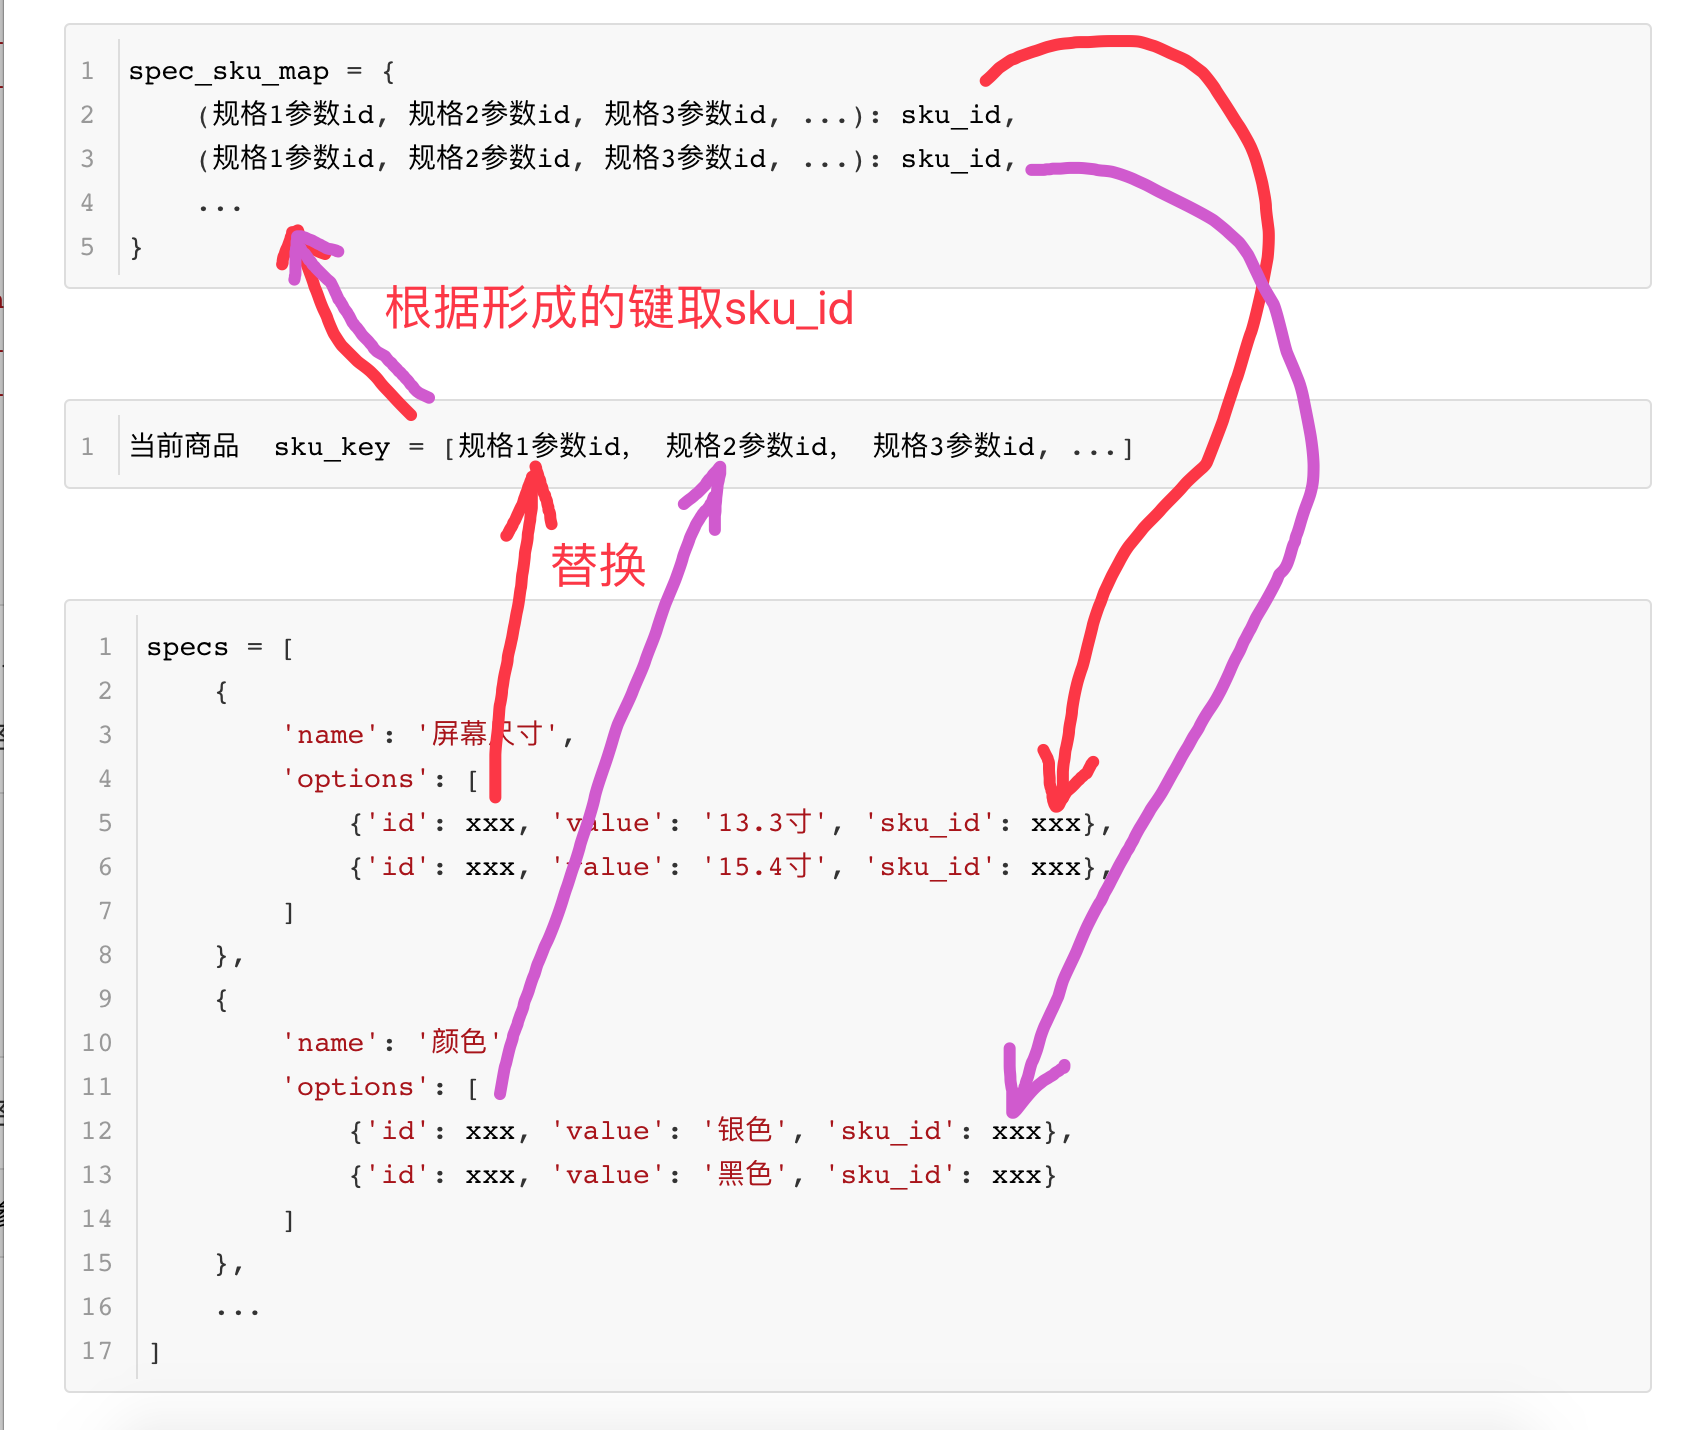 1 spec_sku_map = {
2 (规格1参数id, 规格2参数id, 规格3参数id, ...): sku_id,
3 (规格1参数id, 规格2参数id, 规格3参数id, ...): sku_id,
4 ...
5 }
根据形成的键取sku_id
1 当前商品 sku_key = [规格1参数id, 规格2参数id, 规格3参数id, ...]
替换
1 specs = [
2 {
3 'name': '屏幕尺寸',
4 'options': [
5 {'id': xxx, 'value': '13.3寸', 'sku_id': xxx},
6 {'id': xxx, 'value': '15.4寸', 'sku_id': xxx},
7 ]
8 },
9 {
10 'name': '颜色'
11 'options': [
12 {'id': xxx, 'value': '银色', 'sku_id': xxx},
13 {'id': xxx, 'value': '黑色', 'sku_id': xxx}
14 ]
15 },
16 ...
17 ]